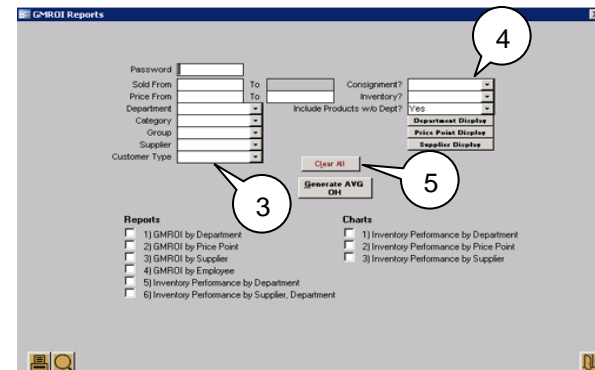 GMROI Reports
4
Password
Sold From To Consignment?
Price From To Inventory?
Department Include Products w/o Dept? Yes
Category Department Display
Group Price Point Display
Supplier Supplier Display
Customer Type
Clear All
5
Generate AVG
OH
3
Reports
1) GMROI by Department
2) GMROI by Price Point
3) GMROI by Supplier
4) GMROI by Employee
5) Inventory Performance by Department
6) Inventory Performance by Supplier, Department
Charts
1) Inventory Performance by Department
2) Inventory Performance by Price Point
3) Inventory Performance by Supplier